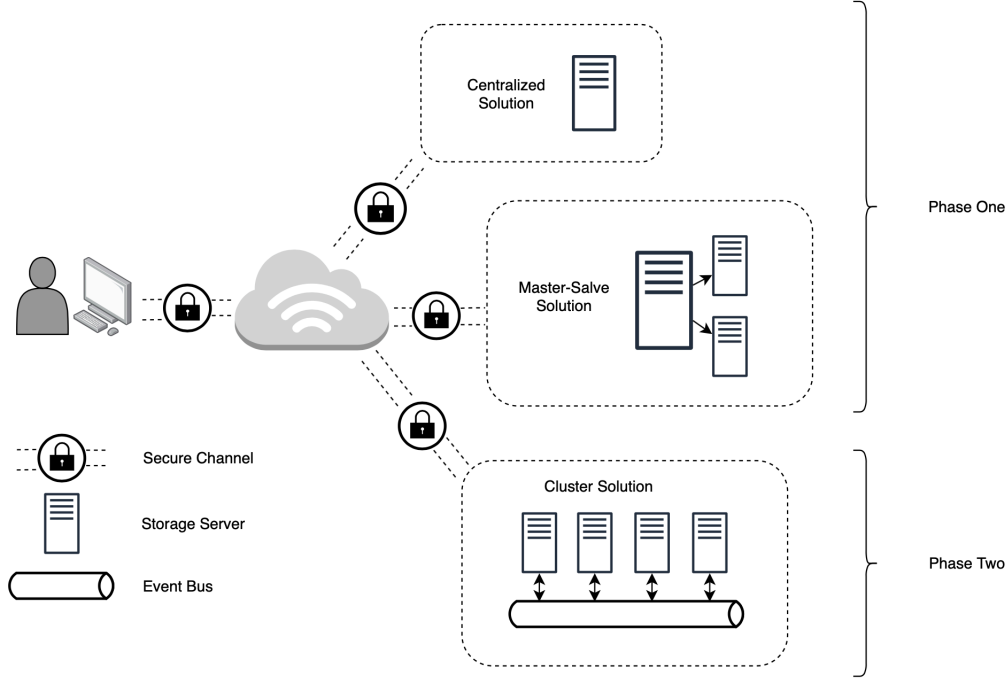 Centralized
Solution
Phase One
Master-Salve
Solution
Secure Channel
Cluster Solution
Storage Server
Phase Two
Event Bus